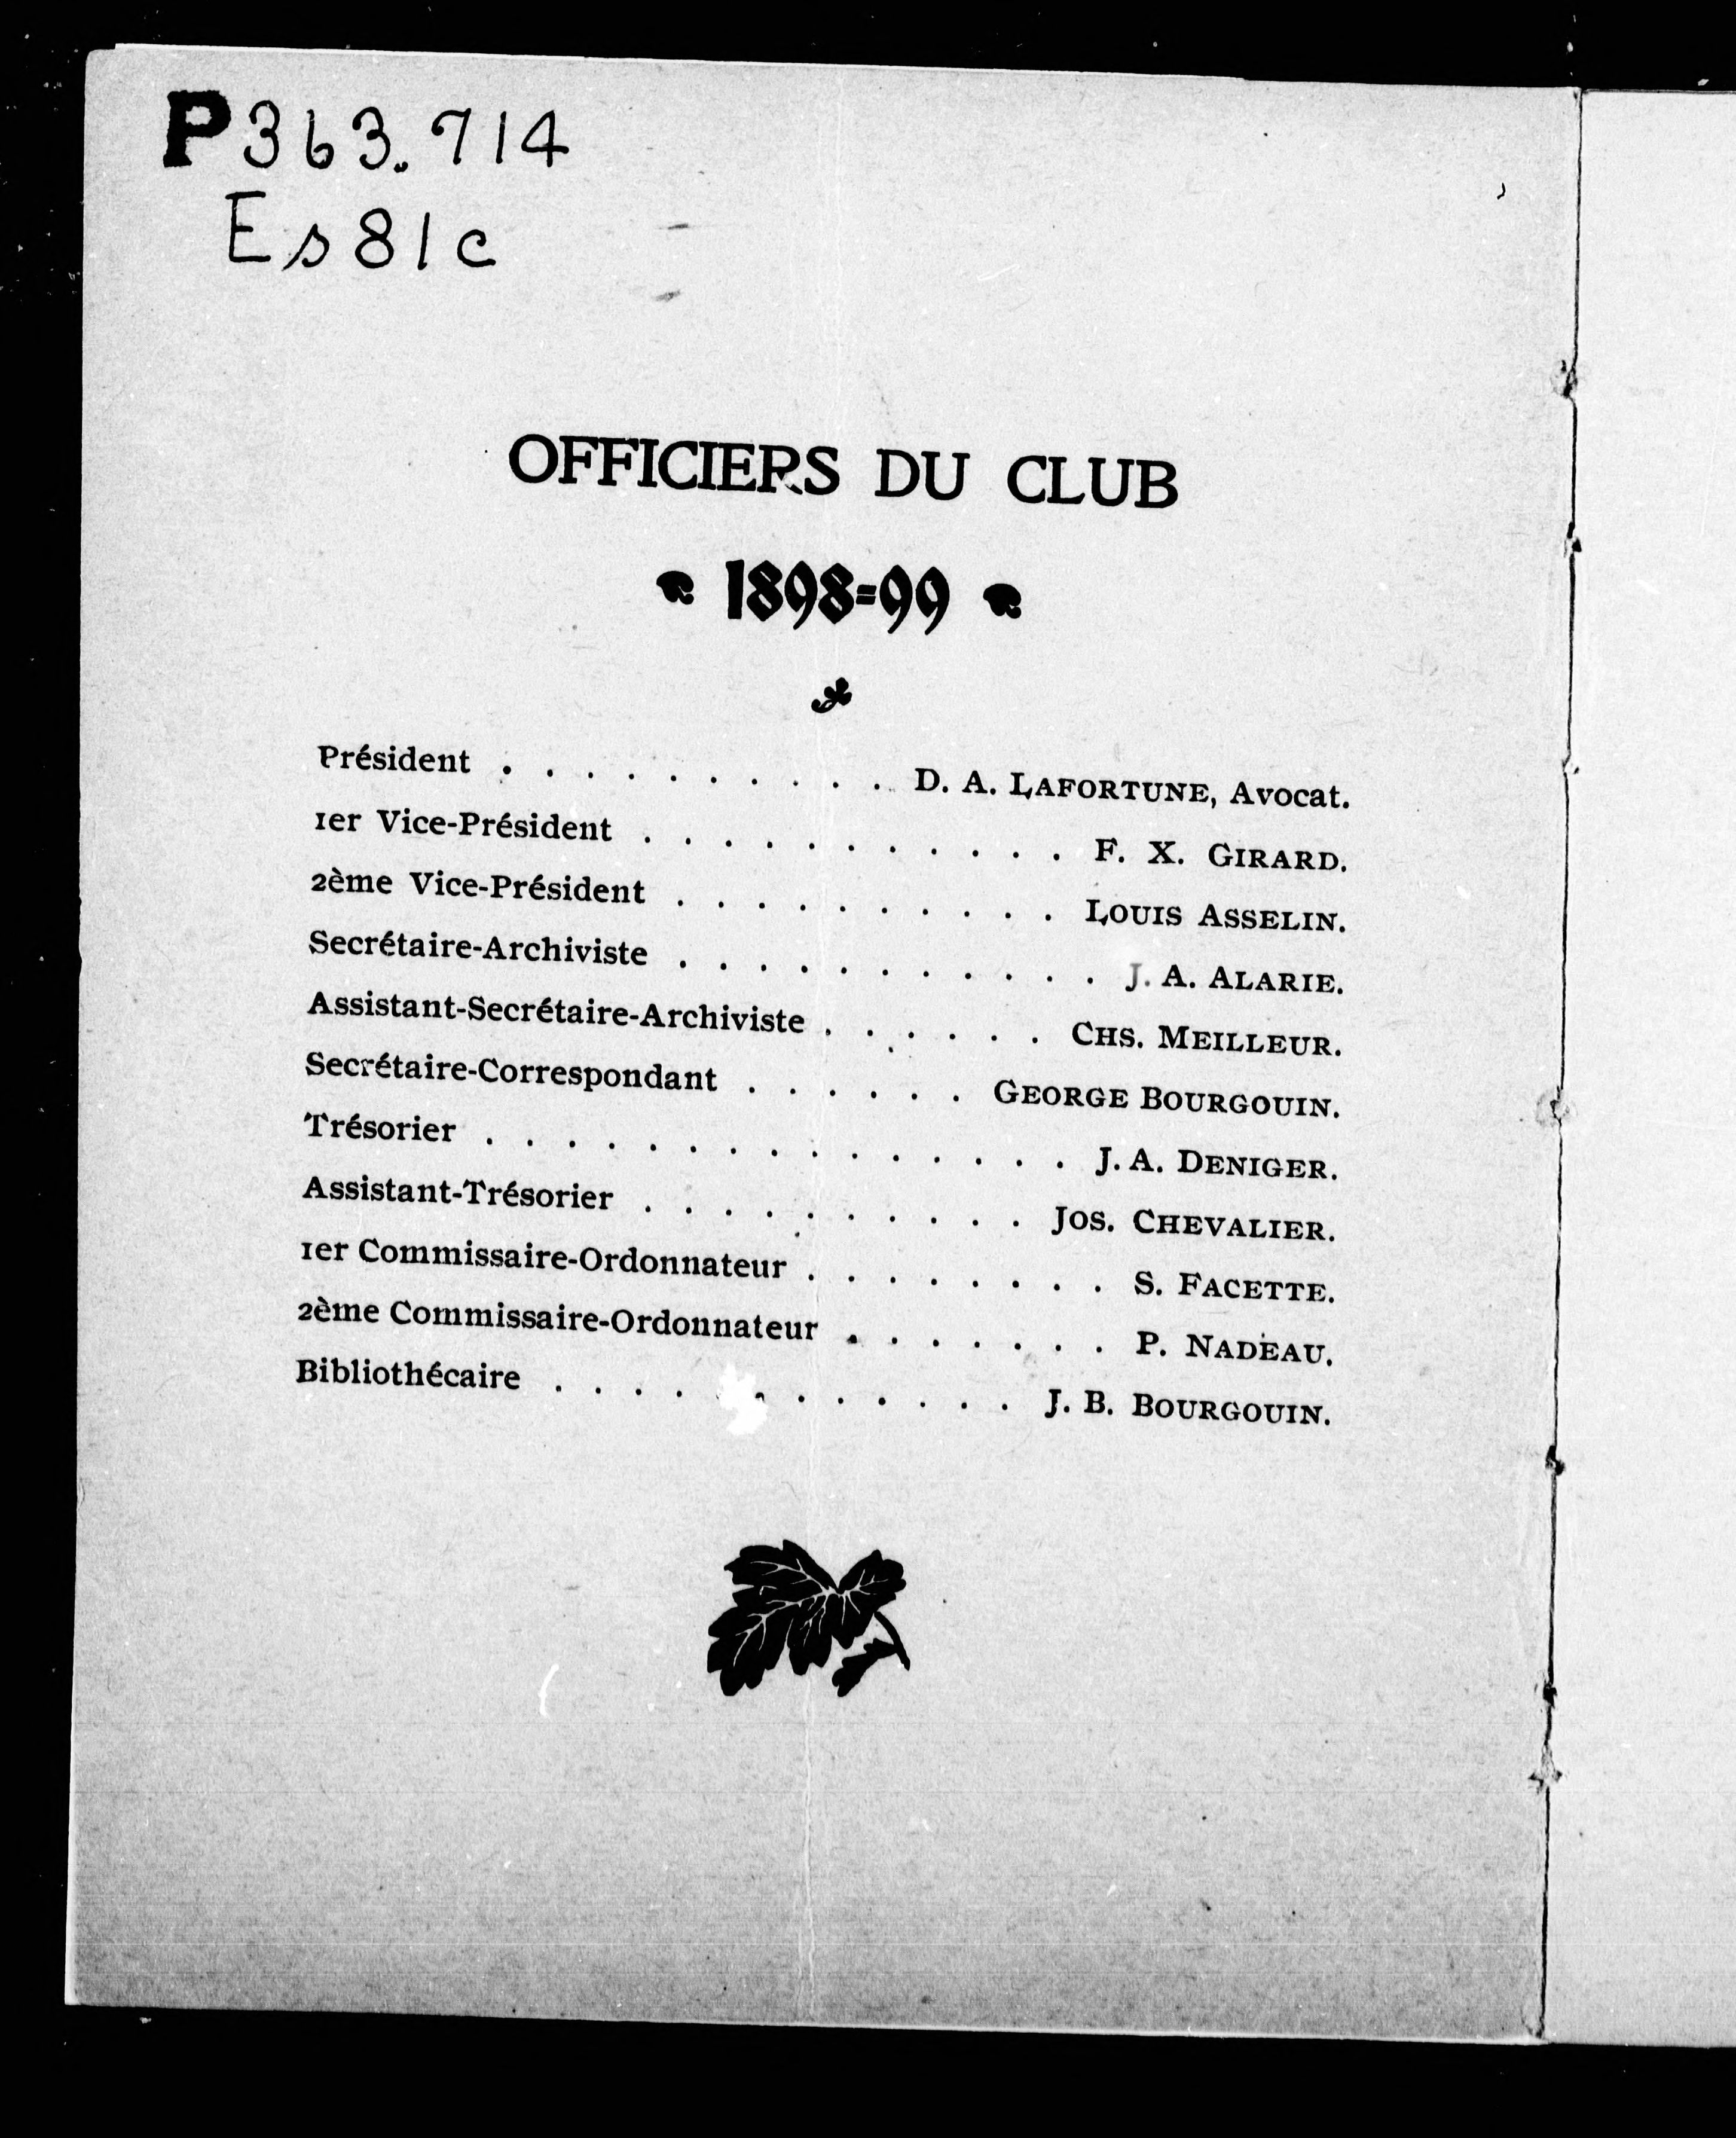 P363.714
Es81c
OFFICIERS DU CLUB
1898=99
Président . . . . . . . . . . D. A. LAFORTUNE, Avocat.
1er Vice-Président . . . . . . . . . . . F. X. GIRARD.
2ème Vice-Président . . . . . . . . . . LOUIS ASSELIN.
Secrétaire-Archiviste . . . . . . . . . . . J. A. ALARIE.
Assistant-Secrétaire-Archiviste . . . . . . CHS. MEILLEUR.
Secrétaire-Correspondant . . . . . . GEORGE BOURGOUIN.
Trésorier . . . . . . . . . . . . . . . J. A. DENIGER.
Assistant-Trésorier . . . . . . . . . . JOS. CHEVALIER.
1er Commissaire-Ordonnateur . . . . . . . . S. FACETTE.
2ème Commissaire-Ordonnateur . . . . . . . P. NADEAU.
Bibliothécaire . . . . . . . . . . . . J. B. BOURGOUIN.